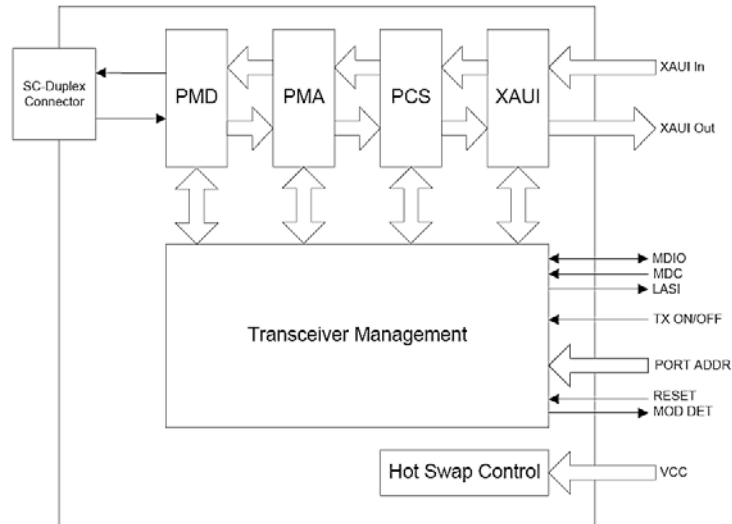 SC-Duplex
Connector
PMD
PMA
PCS
XAUI
XAUI In
XAUI Out
Transceiver Management
MDIO
MDC
LASI
TX ON/OFF
PORT ADDR
RESET
MOD DET
Hot Swap Control
VCC